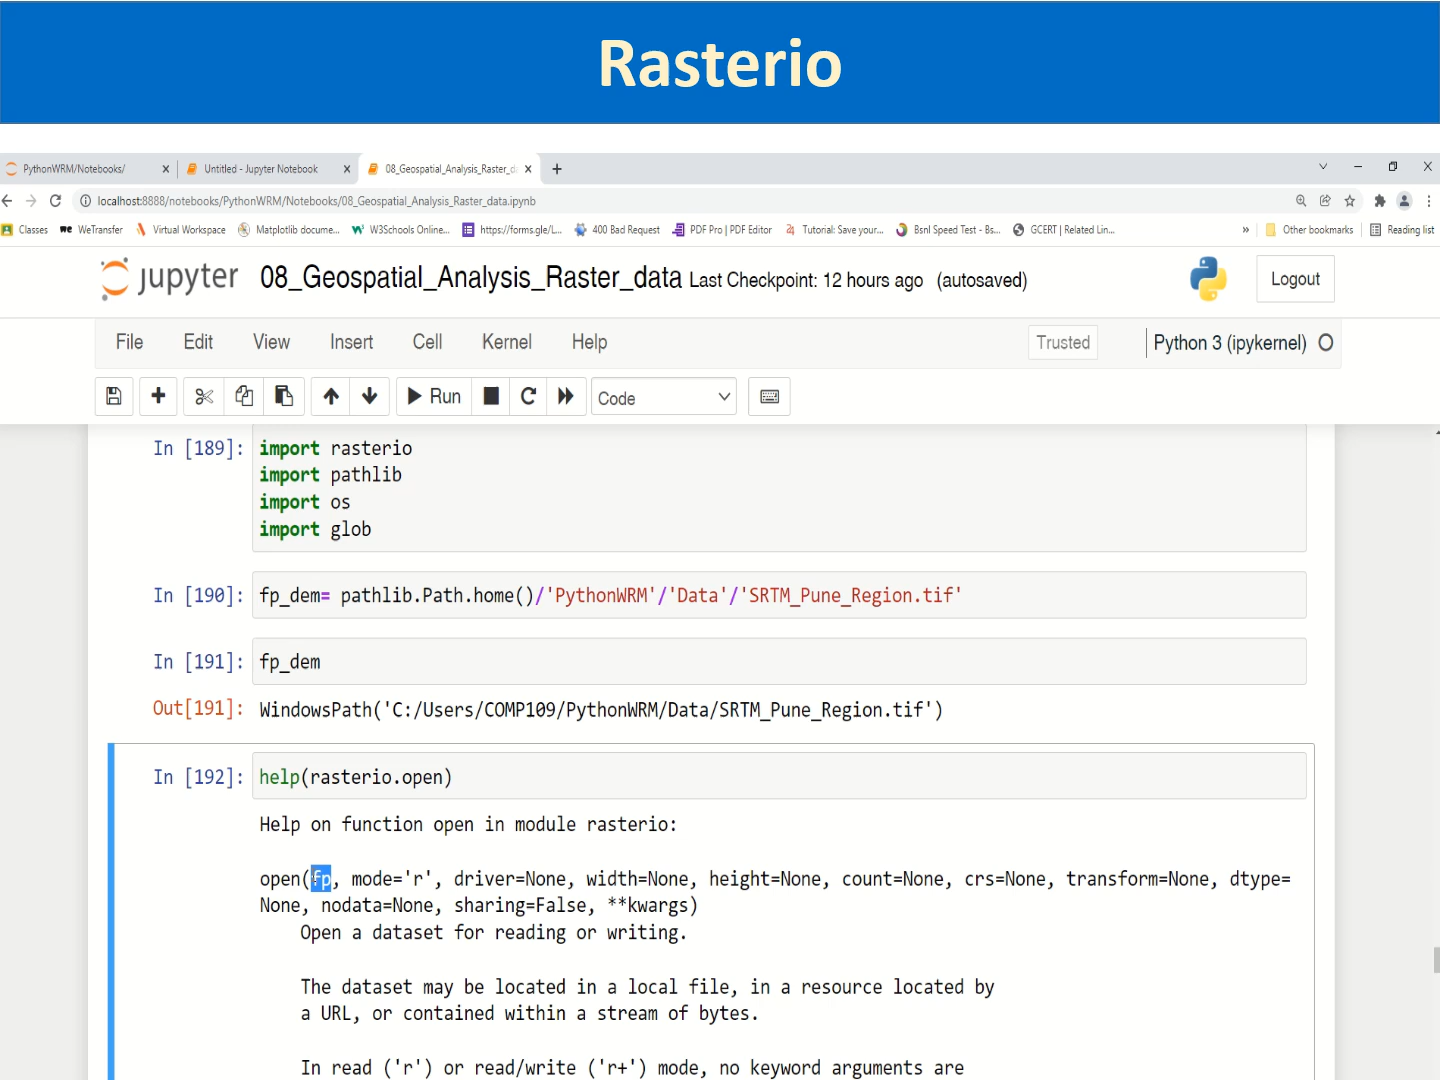 Rasterio
PythonWRM/Notebooks/
Untitled - Jupyter Notebook
08_Geospatial_Analysis_Raster_d
localhost:8888/notebooks/PythonWRM/Notebooks/08_Geospatial_Analysis_Raster_data.ipynb
Classes WeTransfer Virtual Workspace Matplotlib docume... W3Schools Online... https://forms.gle/L... 400 Bad Request PDF Pro | PDF Editor Tutorial: Save your... Bsnl Speed Test - Bs... GCERT | Related Lin... » Other bookmarks Reading list
jupyter 08_Geospatial_Analysis_Raster_data Last Checkpoint: 12 hours ago (autosaved) Logout
File Edit View Insert Cell Kernel Help Trusted Python 3 (ipykernel)
Run Code
In [189]: import rasterio
import pathlib
import os
import glob
In [190]: fp_dem= pathlib.Path.home()/'PythonWRM'/'Data'/'SRTM_Pune_Region.tif'
In [191]: fp_dem
Out[191]: WindowsPath('C:/Users/COMP109/PythonWRM/Data/SRTM_Pune_Region.tif')
In [192]: help(rasterio.open)
Help on function open in module rasterio:
open(fp, mode='r', driver=None, width=None, height=None, count=None, crs=None, transform=None, dtype=
None, nodata=None, sharing=False, **kwargs)
Open a dataset for reading or writing.
The dataset may be located in a local file, in a resource located by
a URL, or contained within a stream of bytes.
In read ('r') or read/write ('r+') mode, no keyword arguments are